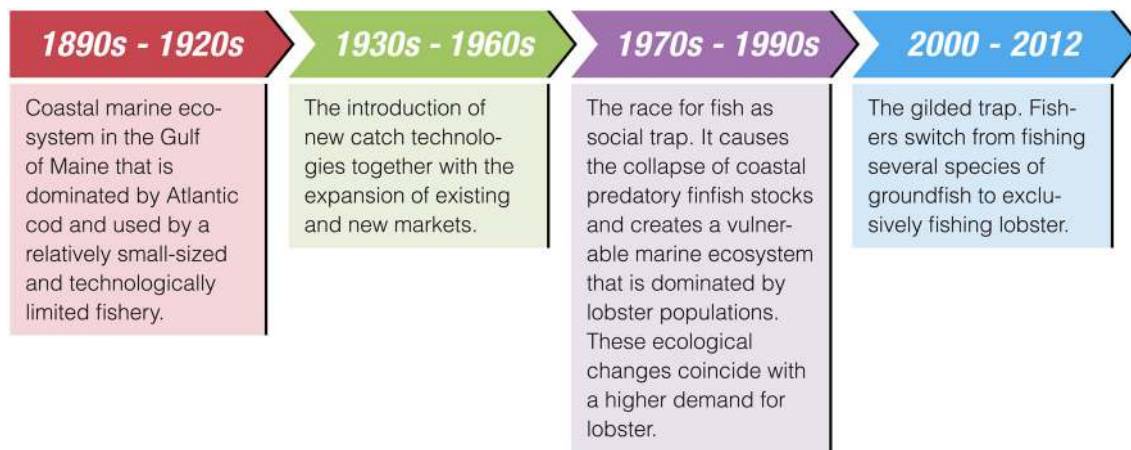 1890s - 1920s
Coastal marine eco-
system in the Gulf
of Maine that is
dominated by Atlantic
cod and used by a
relatively small-sized
and technologically
limited fishery.
1930s - 1960s
The introduction of
new catch technolo-
gies together with the
expansion of existing
and new markets.
1970s - 1990s
The race for fish as
social trap. It causes
the collapse of coastal
predatory finfish stocks
and creates a vulner-
able marine ecosystem
that is dominated by
lobster populations.
These ecological
changes coincide with
a higher demand for
lobster.
2000 - 2012
The gilded trap. Fish-
ers switch from fishing
several species of
groundfish to exclu-
sively fishing lobster.